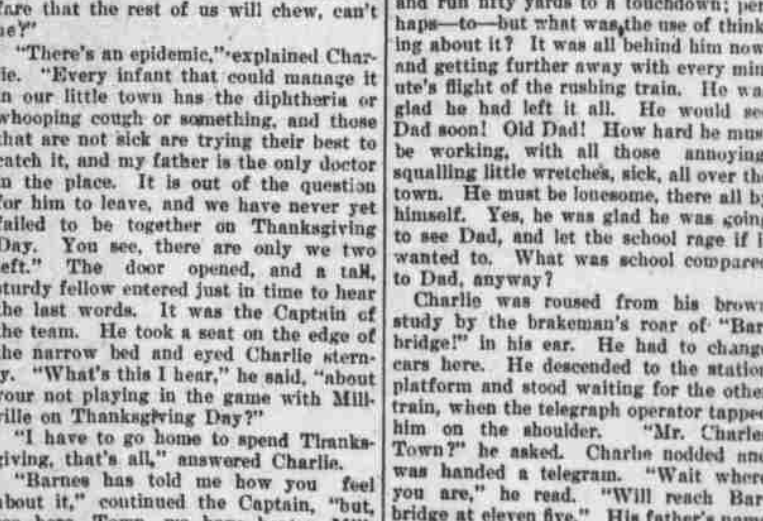 that the rest of us will chew, can't
"There's an epidemic," explained Char-
lie. "Every infant that could manage it
in our little town has the diphtheria or
whooping cough or something, and those
that are not sick are trying their best to
catch it, and my father is the only doctor
in the place. It is out of the question
for him to leave, and we have never yet
failed to be together on Thanksgiving
Day. You see, there are only we two
left." The door opened, and a tall,
sturdy fellow entered just in time to hear
the last words. It was the Captain of
the team. He took a seat on the edge of
the narrow bed and eyed Charlie stern-
y. "What's this I hear," he said, "about
your not playing in the game with Mill-
ville on Thanksgiving Day?"
"I have to go home to spend Thanks-
giving, that's all," answered Charlie.
"Barnes has told me how you feel
about it," continued the Captain, "but,
and run fifty yards to a touchdown; per
haps—to—but what was the use of think
ing about it? It was all behind him now
and getting further away with every min
ute's flight of the rushing train. He wa
glad he had left it all. He would see
Dad soon! Old Dad! How hard he mus
be working, with all those annoying
squalling little wretches, sick, all over th
town. He must be lonesome, there all b
himself. Yes, he was glad he was goin
to see Dad, and let the school rage if i
wanted to. What was school compare
to Dad, anyway?
Charlie was roused from his brown
study by the brakeman's roar of "Bar
bridge!" in his ear. He had to change
cars here. He descended to the station
platform and stood waiting for the othe
train, when the telegraph operator tappe
him on the shoulder. "Mr. Charle
Town?" he asked. Charlie nodded and
was handed a telegram. "Wait where
you are," he read. "Will reach Bar
bridge at eleven five." His father's name